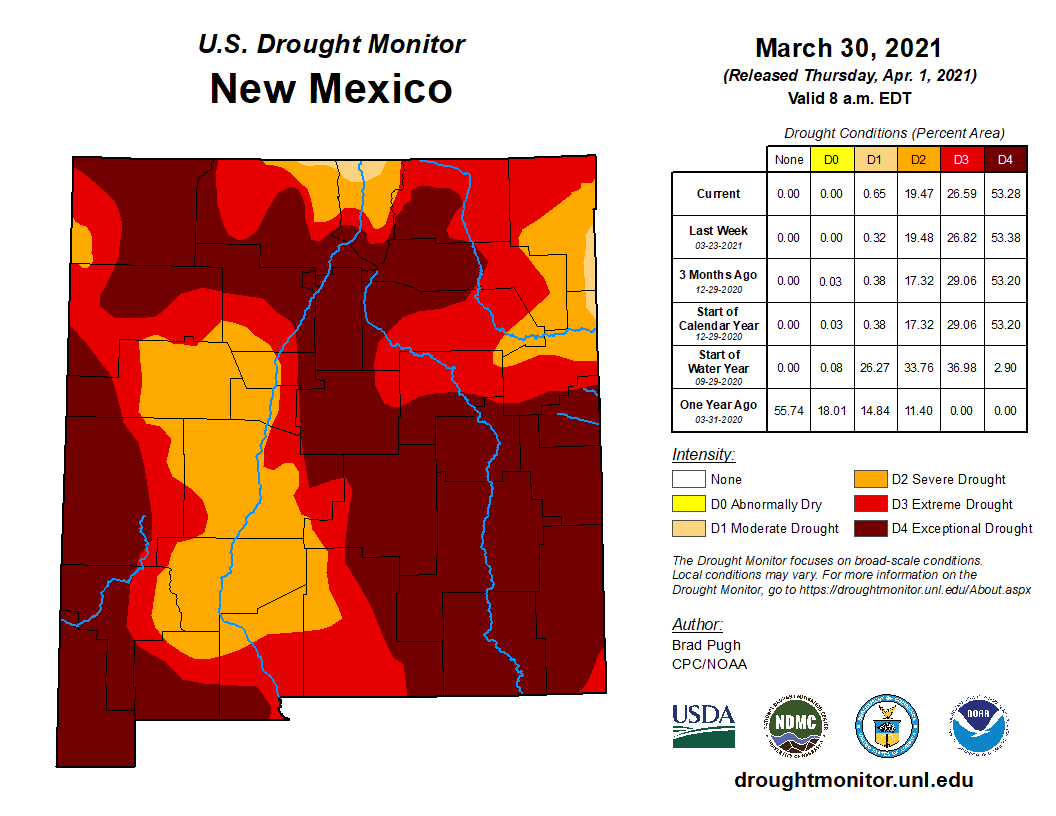 U.S. Drought Monitor
New Mexico
March 30, 2021
(Released Thursday, Apr. 1, 2021)
Valid 8 a.m. EDT
Drought Conditions (Percent Area)
None D0 D1 D2 D3 D4
Current 0.00 0.00 0.65 19.47 26.59 53.28
Last Week
03-23-2021 0.00 0.00 0.32 19.48 26.82 53.38
3 Months Ago
12-29-2020 0.00 0.03 0.38 17.32 29.06 53.20
Start of
Calendar Year
12-29-2020 0.00 0.03 0.38 17.32 29.06 53.20
Start of
Water Year
09-29-2020 0.00 0.08 26.27 33.76 36.98 2.90
One Year Ago
03-31-2020 55.74 18.01 14.84 11.40 0.00 0.00
Intensity:
None
D0 Abnormally Dry
D1 Moderate Drought
D2 Severe Drought
D3 Extreme Drought
D4 Exceptional Drought
The Drought Monitor focuses on broad-scale conditions.
Local conditions may vary. For more information on the
Drought Monitor, go to https://droughtmonitor.unl.edu/About.aspx
Author:
Brad Pugh
CPC/NOAA
USDA
NDMC
NOAA
droughtmonitor.unl.edu